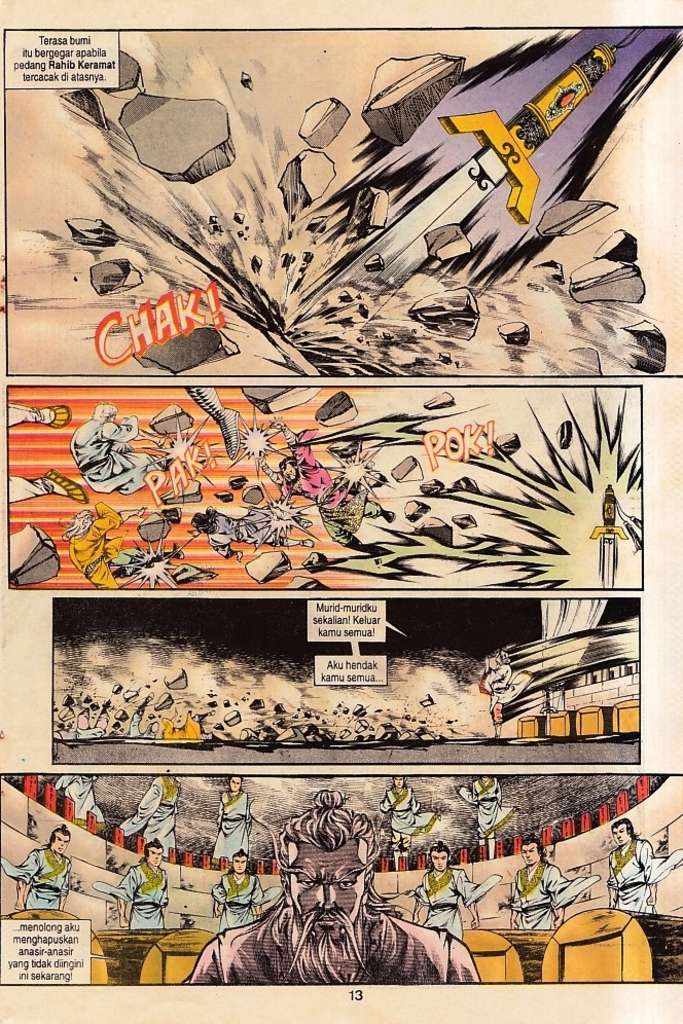 Terasa bumi
itu bergegar apabila
pedang Rahib Keramat
tercacak di atasnya.
CHAK!
PAK!
POK!
Murid-muridku
sekalian! Keluar
kamu semua!
Aku hendak
kamu semua...
...menolong aku
menghapuskan
anasir-anasir
yang tidak diingini
ini sekarang!
13